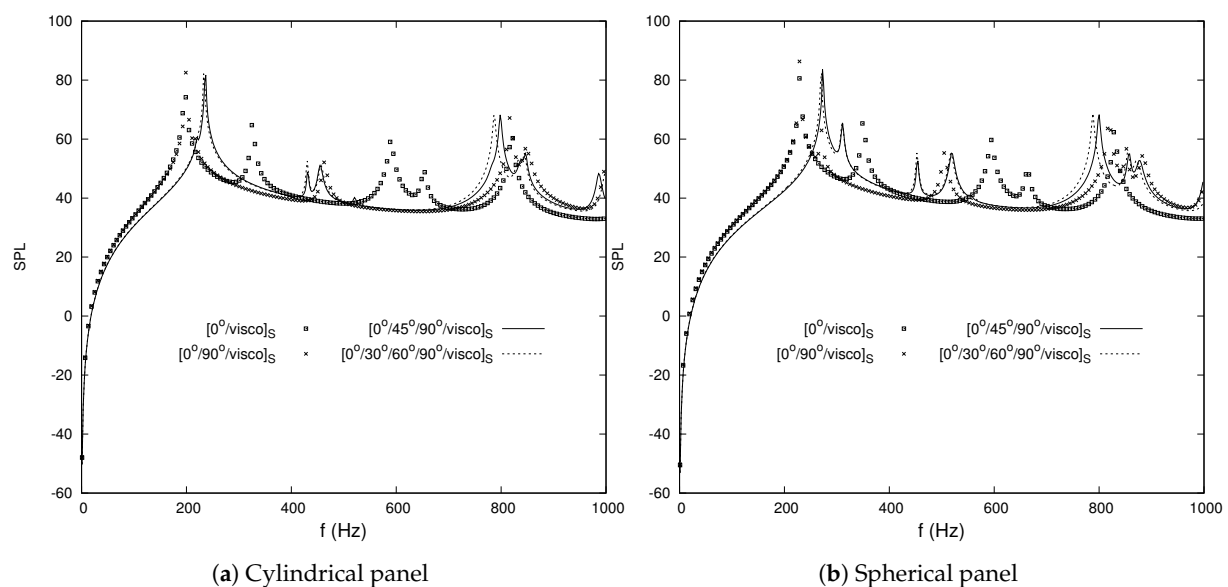 100
80
60
40
20
0
-20
-40
-60
SPL
0 200 400 600 800 1000
f (Hz)
[0°/visco]S
[0°/90°/visco]S
[0°/45°/90°/visco]S
[0°/30°/60°/90°/visco]S
(a) Cylindrical panel
100
80
60
40
20
0
-20
-40
-60
SPL
0 200 400 600 800 1000
f (Hz)
[0°/visco]S
[0°/90°/visco]S
[0°/45°/90°/visco]S
[0°/30°/60°/90°/visco]S
(b) Spherical panel